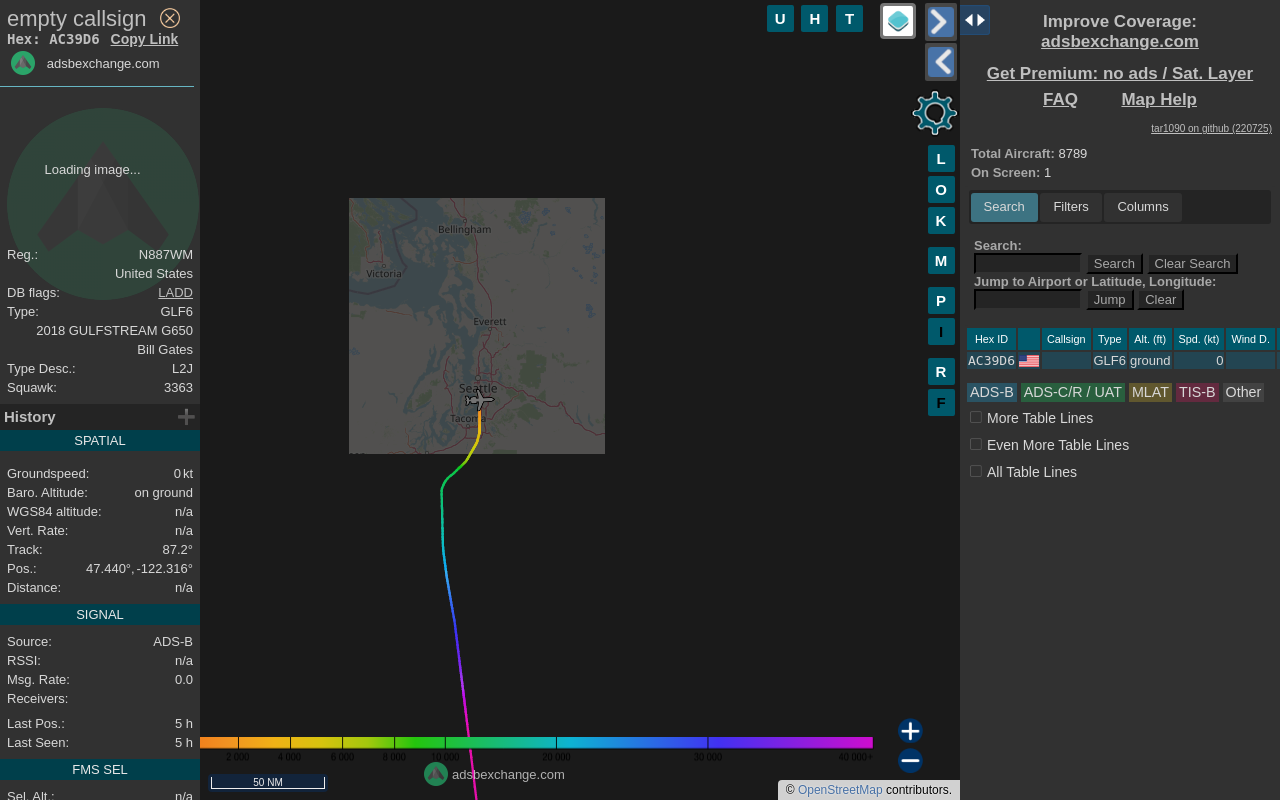 empty callsign
Hex: AC39D6 Copy Link
adsbexchange.com
Loading image...
Reg.: N887WM
United States
DB flags: LADD
Type: GLF6
2018 GULFSTREAM G650
Bill Gates
Type Desc.: L2J
Squawk: 3363
History
SPATIAL
Groundspeed: 0 kt
Baro. Altitude: on ground
WGS84 altitude: n/a
Vert. Rate: n/a
Track: 87.2°
Pos.: 47.440°, -122.316°
Distance: n/a
SIGNAL
Source: ADS-B
RSSI: n/a
Msg. Rate: 0.0
Receivers:
Last Pos.: 5 h
Last Seen: 5 h
FMS SEL
Sel. Alt.: n/a
U H T
L
O
K
M
P
I
R
F
Bellingham
Victoria
Everett
Seattle
Tacoma
2 000 4 000 6 000 8 000 10 000 20 000 30 000 40 000+
50 NM
adsbexchange.com
© OpenStreetMap contributors.
Improve Coverage:
adsbexchange.com
Get Premium: no ads / Sat. Layer
FAQ Map Help
tar1090 on github (220725)
Total Aircraft: 8789
On Screen: 1
Search Filters Columns
Search:
Search Clear Search
Jump to Airport or Latitude, Longitude:
Jump Clear
Hex ID Callsign Type Alt. (ft) Spd. (kt) Wind D.
AC39D6 GLF6 ground 0
ADS-B ADS-C/R / UAT MLAT TIS-B Other
More Table Lines
Even More Table Lines
All Table Lines